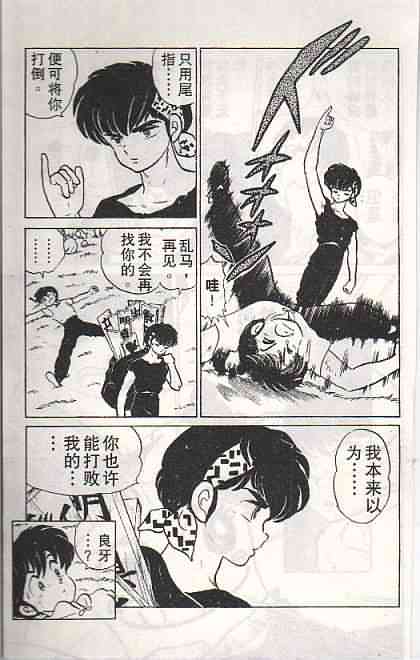 只用尾
指……
便可将你
打倒。
哇！
乱马，
再见。
我不会再
找你的。
……
……
我本来以
为……
你也许
能打败
我的…
良牙
…?